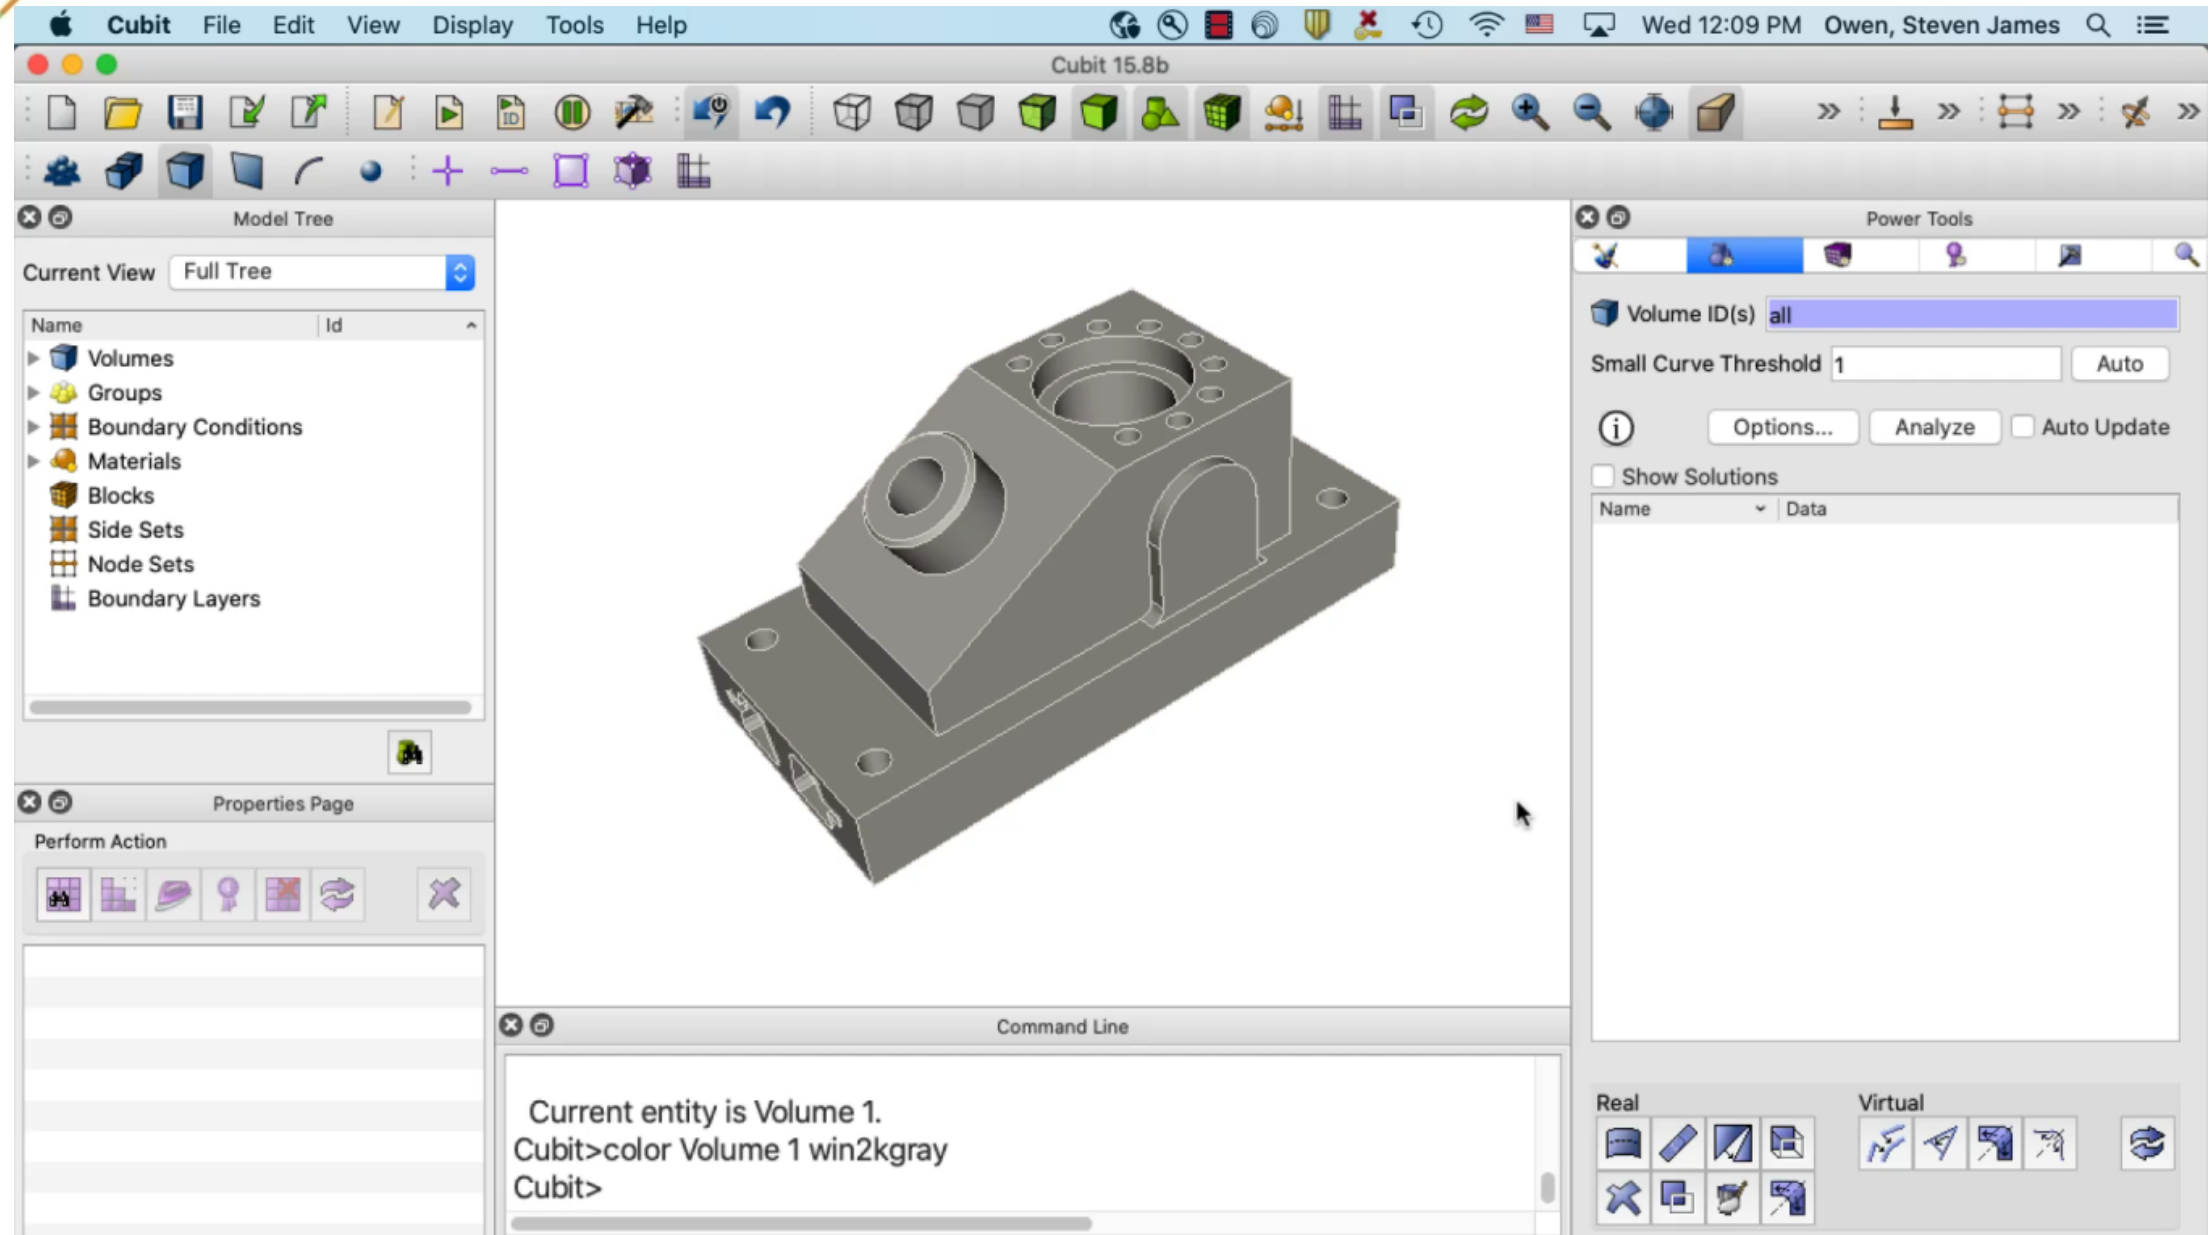 Cubit File Edit View Display Tools Help Wed 12:09 PM Owen, Steven James
Cubit 15.8b
ID
Model Tree
Current View Full Tree
Name Id
Volumes
Groups
Boundary Conditions
Materials
Blocks
Side Sets
Node Sets
Boundary Layers
Properties Page
Perform Action
Command Line
Current entity is Volume 1.
Cubit>color Volume 1 win2kgray
Cubit>
Power Tools
Volume ID(s) all
Small Curve Threshold 1 Auto
Options... Analyze Auto Update
Show Solutions
Name Data
Real Virtual